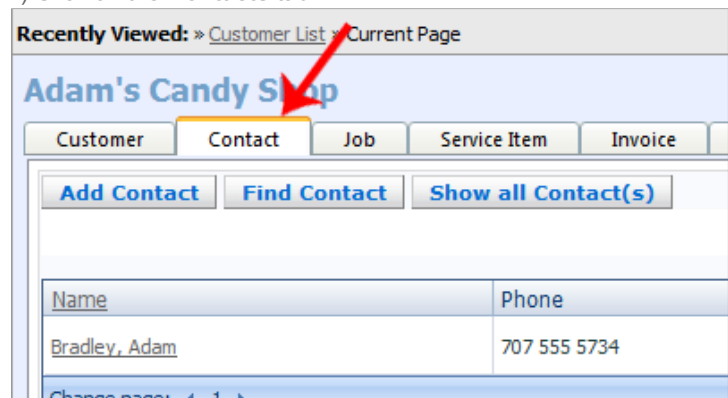 Recently Viewed: » Customer List » Current Page
Adam's Candy Shop
Customer Contact Job Service Item Invoice
Add Contact Find Contact Show all Contact(s)
Name Phone
Bradley, Adam 707 555 5734
Change page: 1